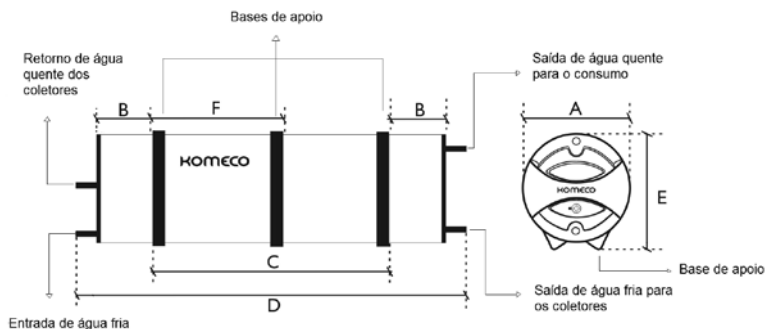 Bases de apoio
Retorno de água
quente dos
coletores
Saída de água quente
para o consumo
B
F
B
A
KOMECO
KOMECO
E
C
D
Base de apoio
Saída de água fria para
os coletores
Entrada de água fria